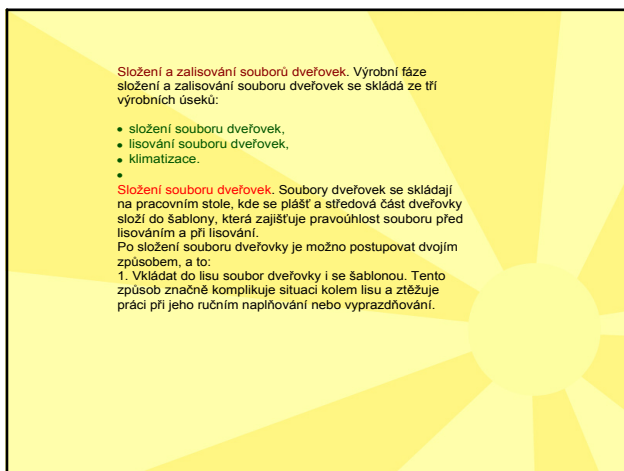 Složení a zalisování souborů dveřovek. Výrobní fáze
složení a zalisování souboru dveřovek se skládá ze tří
výrobních úseků:
• složení souboru dveřovek,
• lisování souboru dveřovek,
• klimatizace.
•
Složení souboru dveřovek. Soubory dveřovek se skládají
na pracovním stole, kde se plášť a středová část dveřovky
složí do šablony, která zajišťuje pravoúhlost souboru před
lisováním a při lisování.
Po složení souboru dveřovky je možno postupovat dvojím
způsobem, a to:
1. Vkládat do lisu soubor dveřovky i se šablonou. Tento
způsob značně komplikuje situaci kolem lisu a ztěžuje
práci při jeho ručním naplňování nebo vyprazdňování.